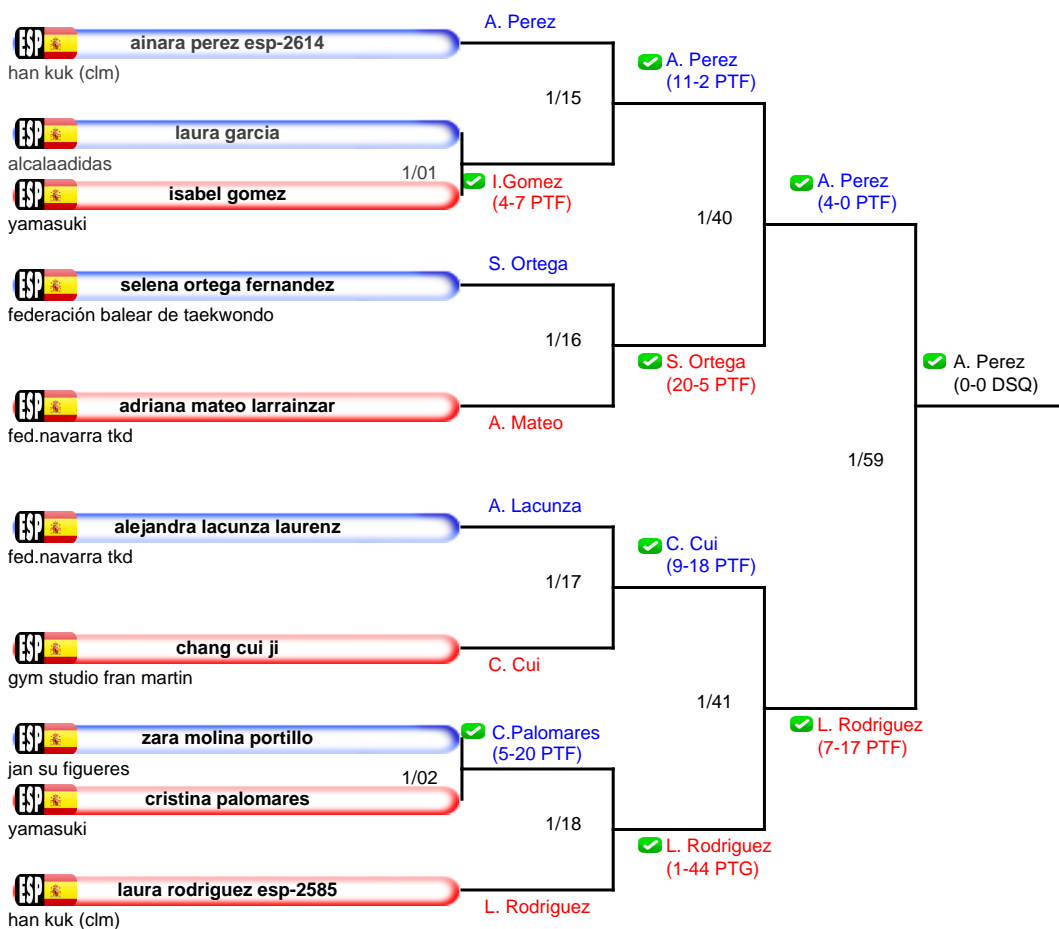 A. Perez
ESP ainara perez esp-2614
han kuk (clm)
A. Perez
(11-2 PTF)
1/15
ESP laura garcia
alcalaadidas
1/01
ESP isabel gomez
yamasuki
I.Gomez
(4-7 PTF)
A. Perez
(4-0 PTF)
1/40
S. Ortega
ESP selena ortega fernandez
federación balear de taekwondo
1/16
S. Ortega
(20-5 PTF)
ESP adriana mateo larrainzar
fed.navarra tkd
A. Mateo
A. Perez
(0-0 DSQ)
1/59
A. Lacunza
ESP alejandra lacunza laurenz
fed.navarra tkd
C. Cui
(9-18 PTF)
1/17
ESP chang cui ji
gym studio fran martin
C. Cui
1/41
L. Rodriguez
(7-17 PTF)
ESP zara molina portillo
jan su figueres
C.Palomares
(5-20 PTF)
1/02
ESP cristina palomares
yamasuki
1/18
L. Rodriguez
(1-44 PTG)
ESP laura rodriguez esp-2585
han kuk (clm)
L. Rodriguez